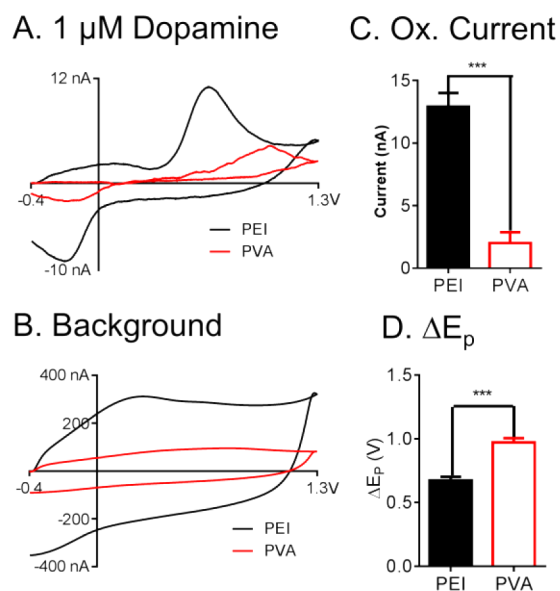 A. 1 µM Dopamine
12 nA
-0.4
1.3V
-10 nA
PEI
PVA
B. Background
400 nA
200
-0.4
1.3V
-200
-400 nA
PEI
PVA
C. Ox. Current
***
15
10
5
0
Current (nA)
PEI
PVA
D. ΔEp
***
1.5
1.0
0.5
0.0
ΔEP (V)
PEI
PVA